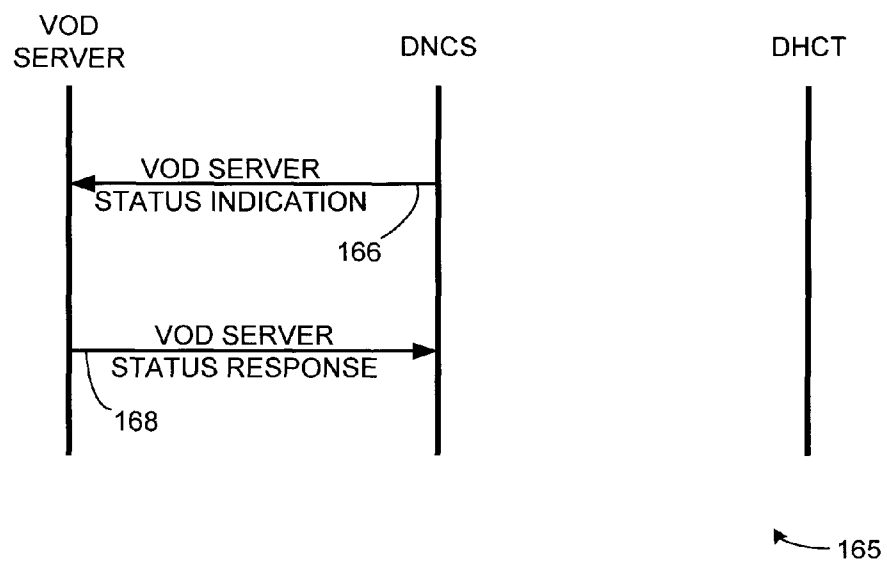 VOD
SERVER
DNCS
DHCT
VOD SERVER
STATUS INDICATION
166
VOD SERVER
STATUS RESPONSE
168
165